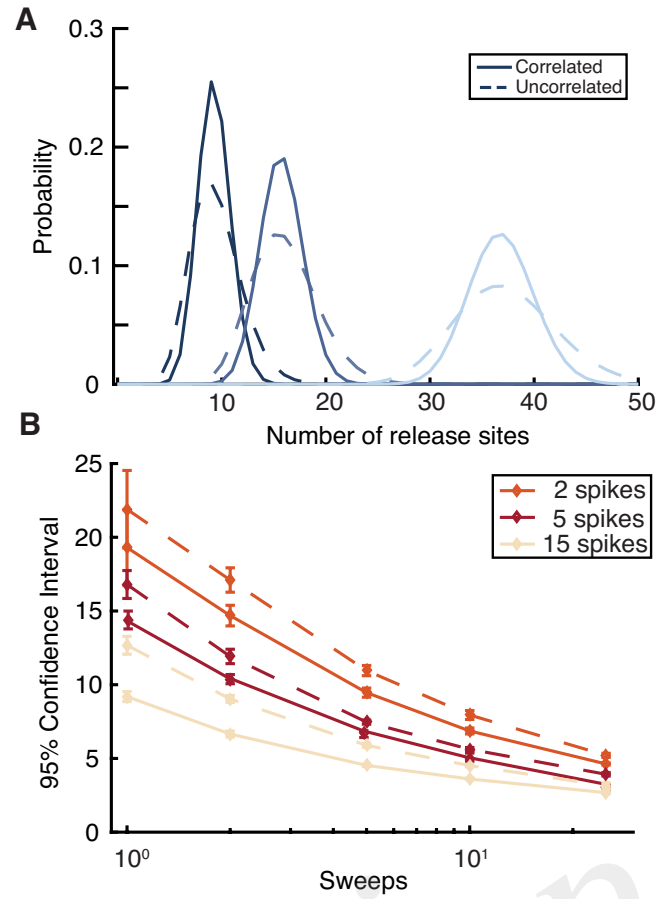 A
0.3
0.2
0.1
0
Probability
Correlated
Uncorrelated
10
20
30
40
50
Number of release sites
B
25
20
15
10
5
0
95% Confidence Interval
2 spikes
5 spikes
15 spikes
10⁰
10¹
Sweeps